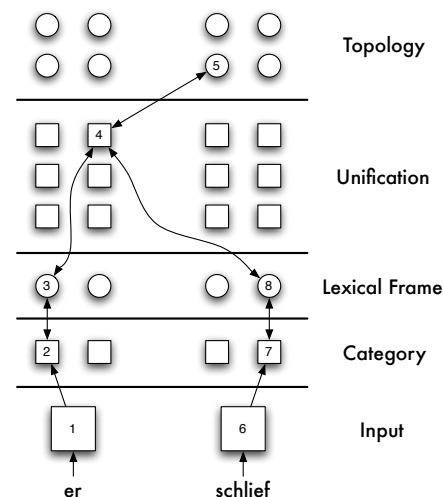 Topology
5
4
Unification
3
8
Lexical Frame
2
7
Category
1
6
Input
er
schlief